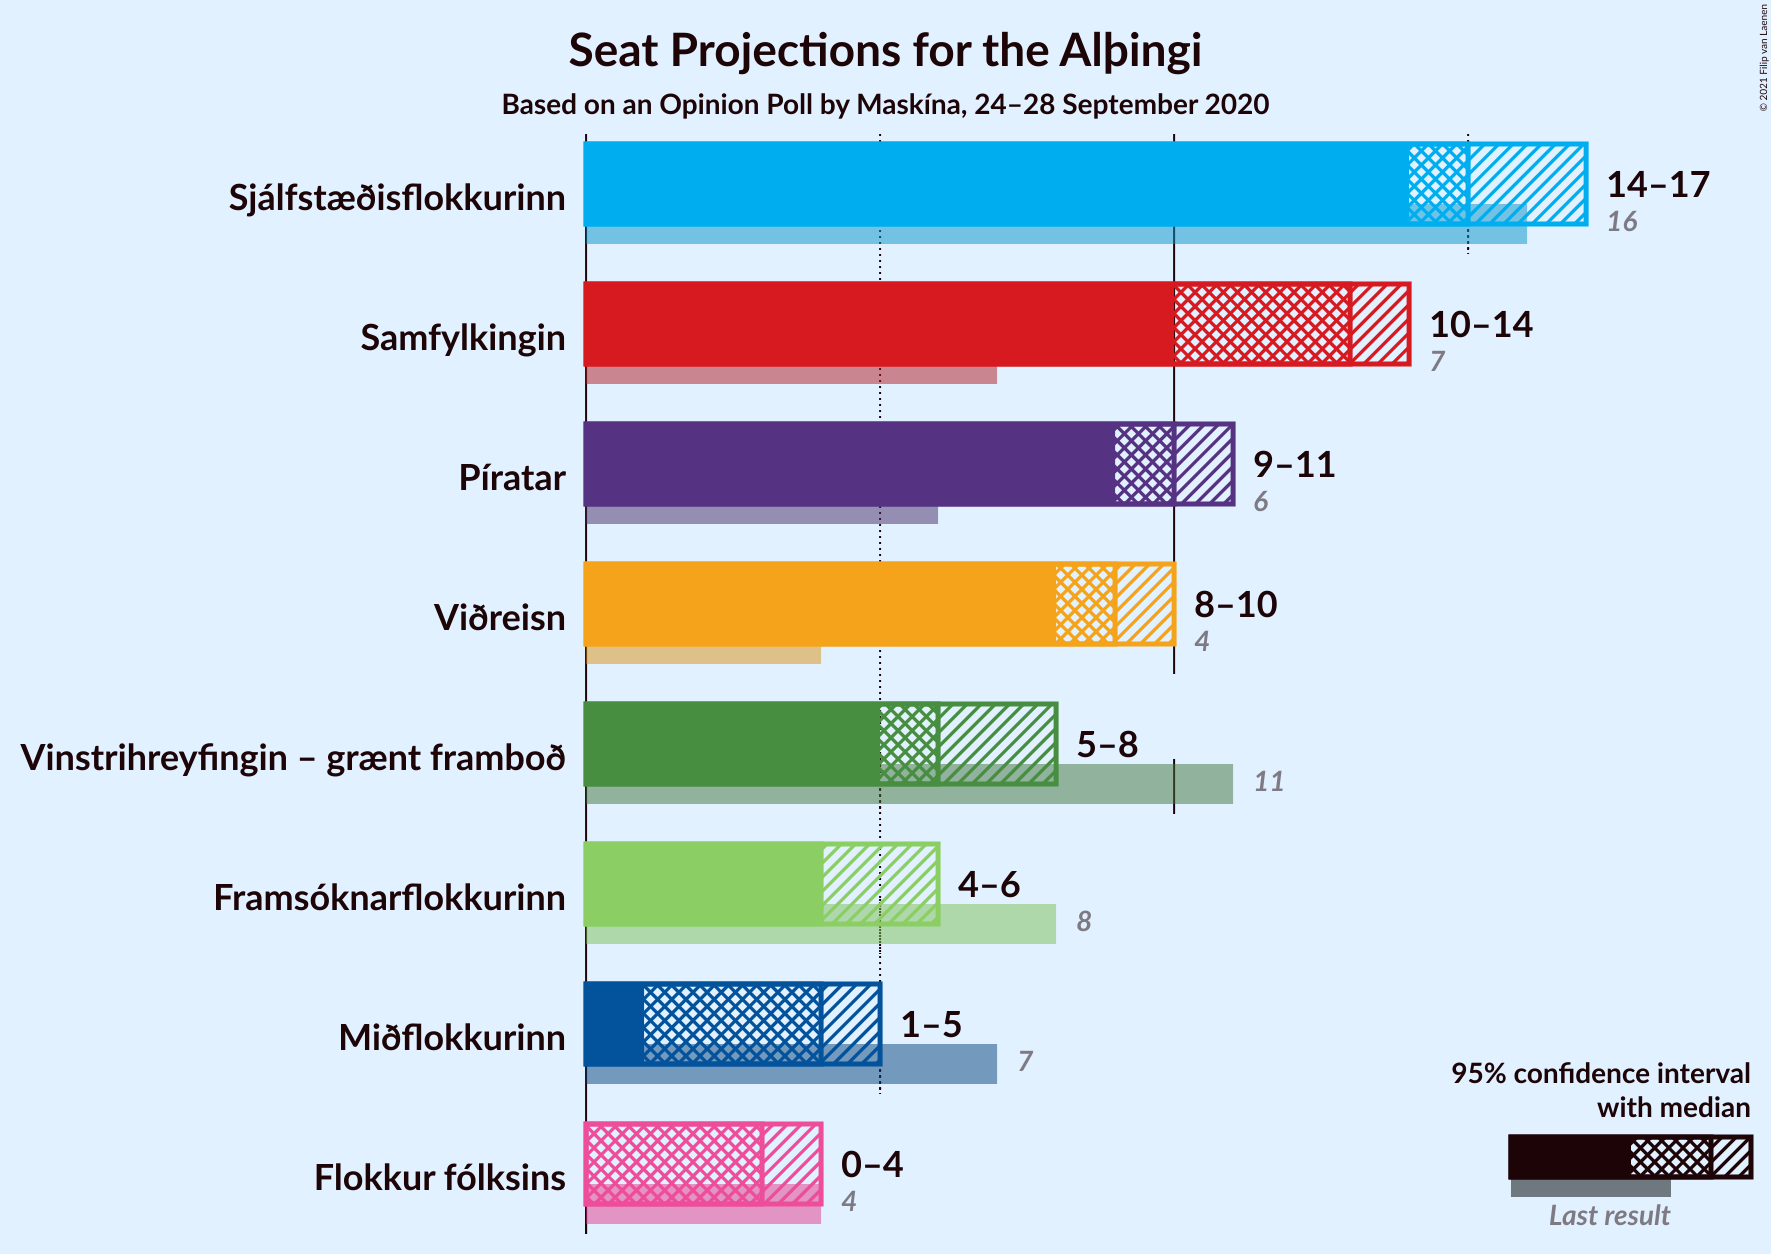 Seat Projections for the Alþingi
Based on an Opinion Poll by Maskína, 24–28 September 2020
© 2021 Filip van Laenen
Sjálfstæðisflokkurinn
14–17
16
Samfylkingin
10–14
7
Píratar
9–11
6
Viðreisn
8–10
4
Vinstrihreyfingin – grænt framboð
5–8
11
Framsóknarflokkurinn
4–6
8
Miðflokkurinn
1–5
7
Flokkur fólksins
0–4
4
95% confidence interval
with median
Last result